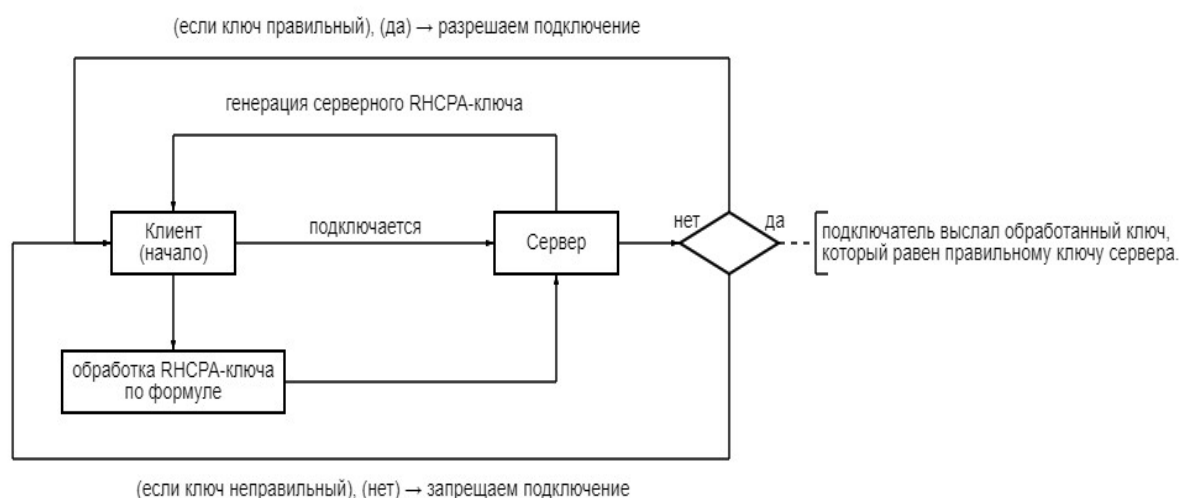 (если ключ правильный), (да) → разрешаем подключение
генерация серверного RHCPA-ключа
Клиент
(начало)
подключается
Сервер
нет
да
подключатель выслал обработанный ключ,
который равен правильному ключу сервера.
обработка RHCPA-ключа
по формуле
(если ключ неправильный), (нет) → запрещаем подключение